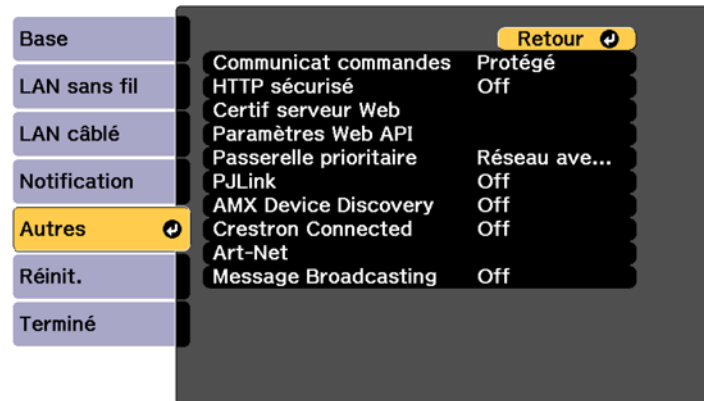 Base
LAN sans fil
LAN câblé
Notification
Autres
Réinit.
Terminé
Retour
Communicat commandes Protégé
HTTP sécurisé Off
Certif serveur Web
Paramètres Web API
Passerelle prioritaire Réseau ave...
PJLink Off
AMX Device Discovery Off
Crestron Connected Off
Art-Net
Message Broadcasting Off